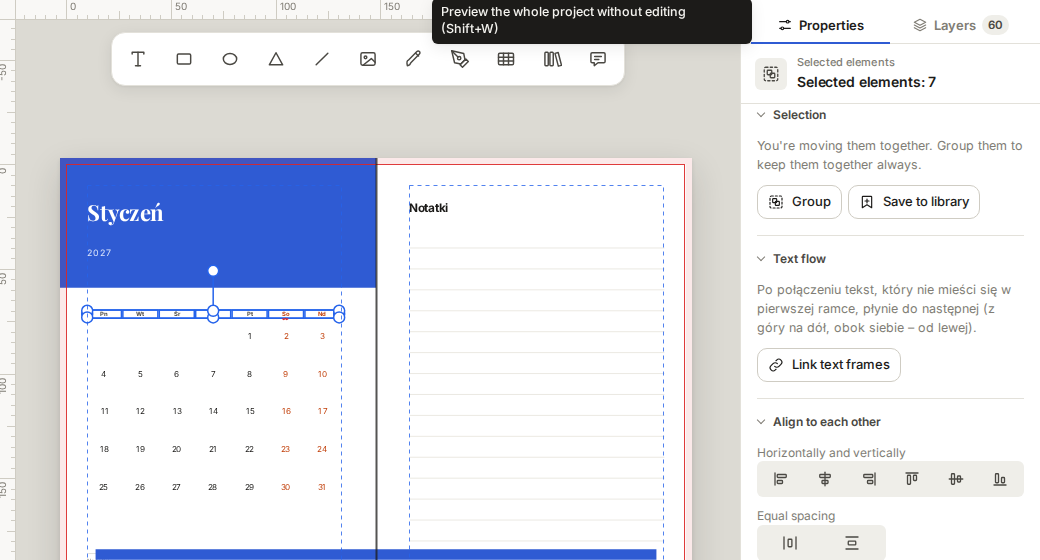 0
50
100
150
Preview the whole project without editing
(Shift+W)
Properties
Layers 60
Selected elements
Selected elements: 7
Selection
You're moving them together. Group them to
keep them together always.
Group
Save to library
Text flow
Po połączeniu tekst, który nie mieści się w
pierwszej ramce, płynie do następnej (z
góry na dół, obok siebie – od lewej).
Link text frames
Align to each other
Horizontally and vertically
Equal spacing
-50
0
50
100
150
Styczeń
2027
Pn Wt Śr Pt So Nd
1 2 3
4 5 6 7 8 9 10
11 12 13 14 15 16 17
18 19 20 21 22 23 24
25 26 27 28 29 30 31
Notatki